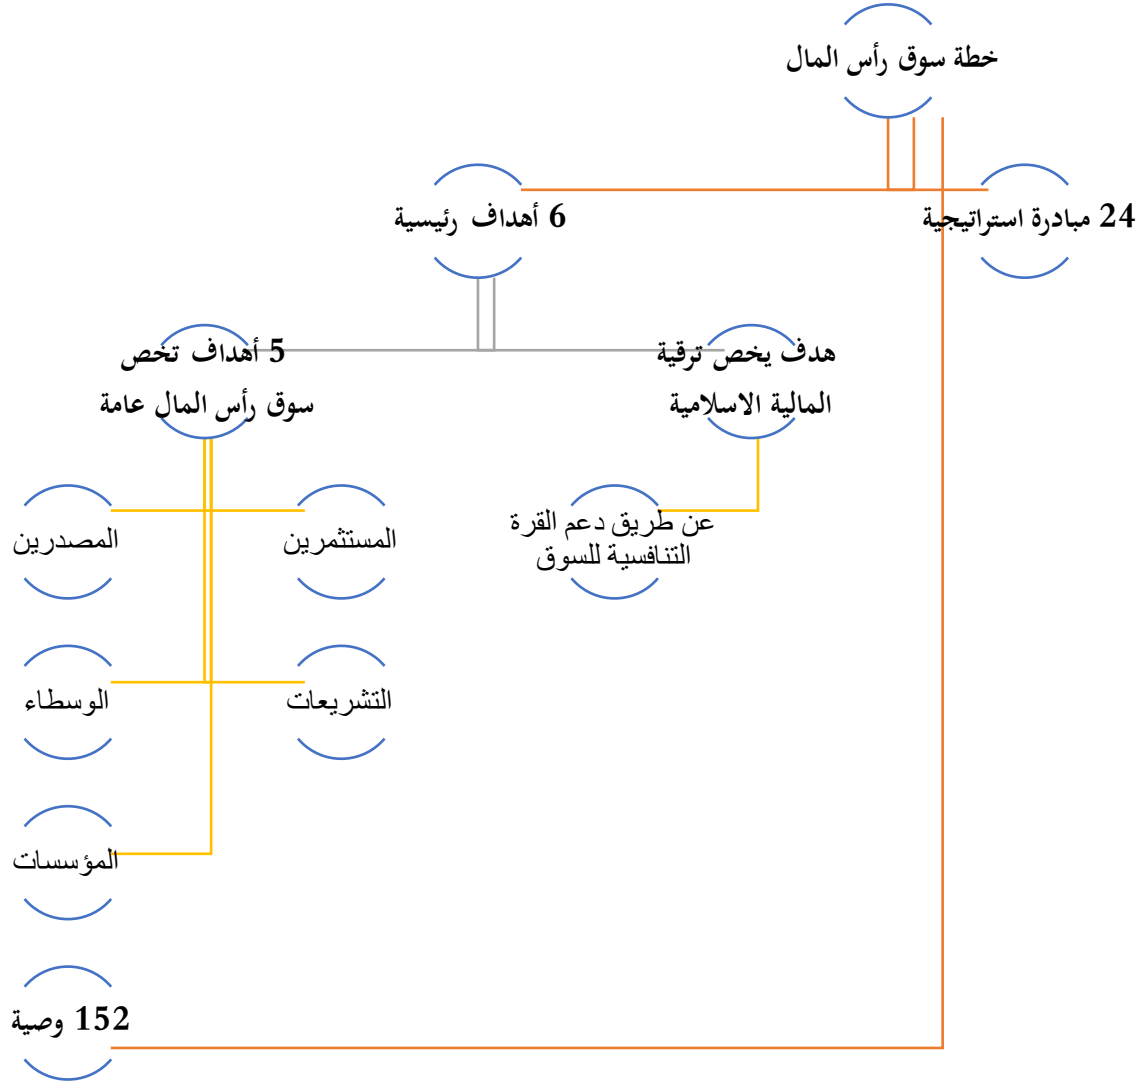 خطة سوق رأس المال
24 مبادرة استراتيجية
6 أهداف رئيسية
هدف يخص ترقية
المالية الاسلامية
5 أهداف تخص
سوق رأس المال عامة
عن طريق دعم القرة
التنافسية للسوق
المستثمرين
المصدرين
التشريعات
الوسطاء
المؤسسات
152 وصية